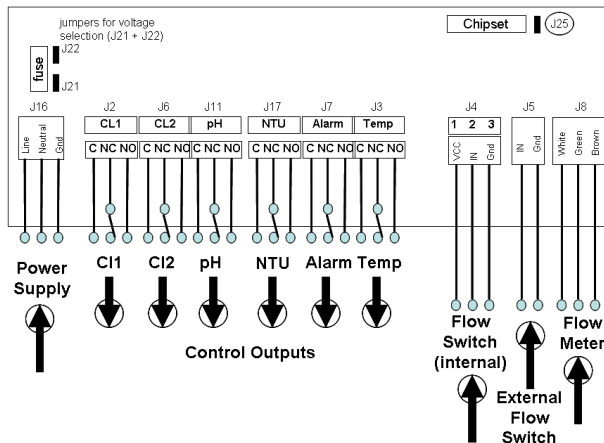 jumpers for voltage
selection (J21 + J22)
J22
fuse
J21
Chipset
J25
J16
J2
J6
J11
J17
J7
J3
J4
J5
J8
CL1
CL2
pH
NTU
Alarm
Temp
1 2 3
Line
Neutral
Gnd
C NC NO
C NC NO
C NC NO
C NC NO
C NC NO
C NC NO
VCC
IN
Gnd
IN
Gnd
White
Green
Brown
Power
Supply
Cl1
Cl2
pH
NTU
Alarm
Temp
Control Outputs
Flow
Switch
(internal)
External
Flow
Switch
Flow
Meter